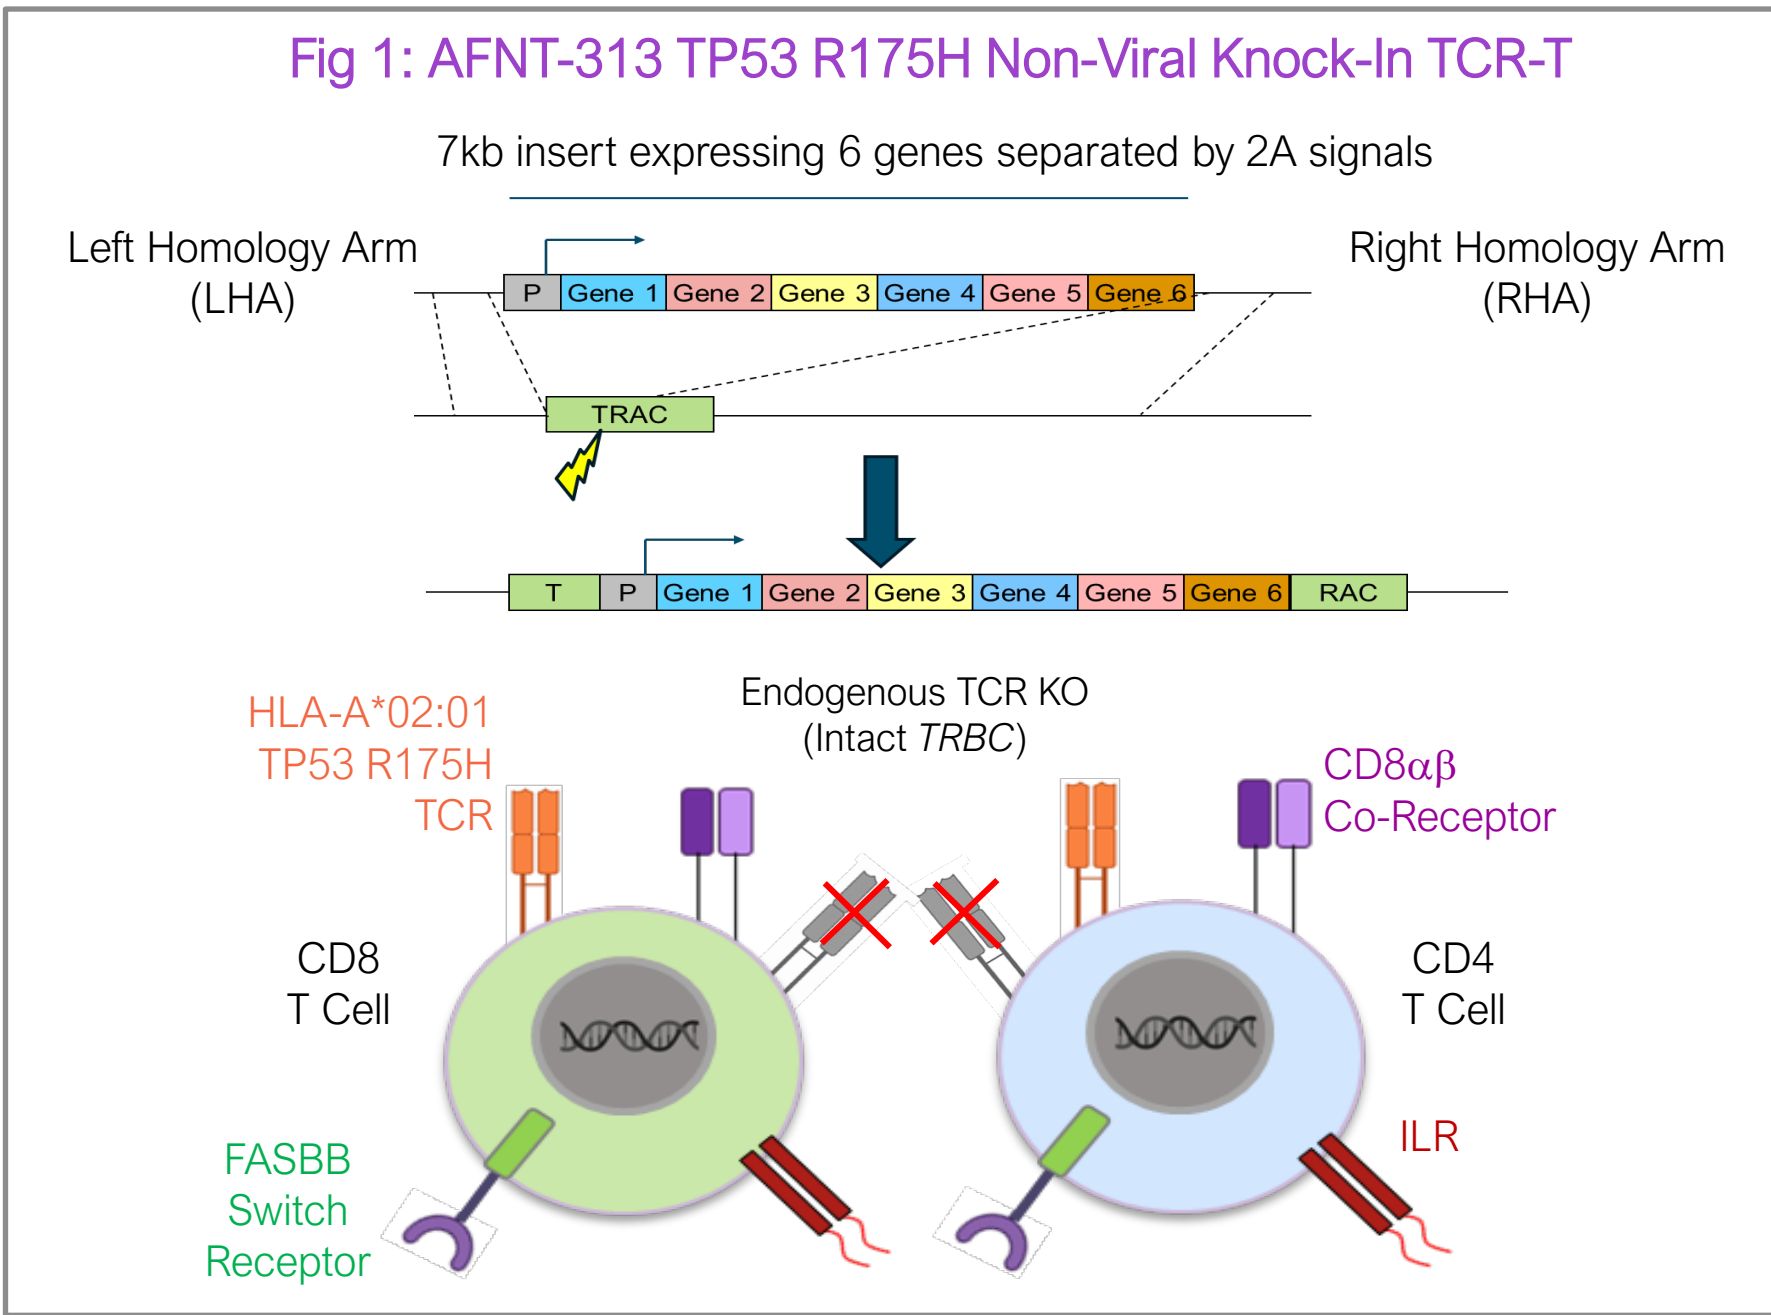 Fig 1: AFNT-313 TP53 R175H Non-Viral Knock-In TCR-T
7kb insert expressing 6 genes separated by 2A signals
Left Homology Arm
(LHA)
Right Homology Arm
(RHA)
P Gene 1 Gene 2 Gene 3 Gene 4 Gene 5 Gene 6
TRAC
T P Gene 1 Gene 2 Gene 3 Gene 4 Gene 5 Gene 6 RAC
Endogenous TCR KO
(Intact TRBC)
HLA-A*02:01
TP53 R175H
TCR
CD8αβ
Co-Receptor
CD8
T Cell
CD4
T Cell
FASBB
Switch
Receptor
ILR